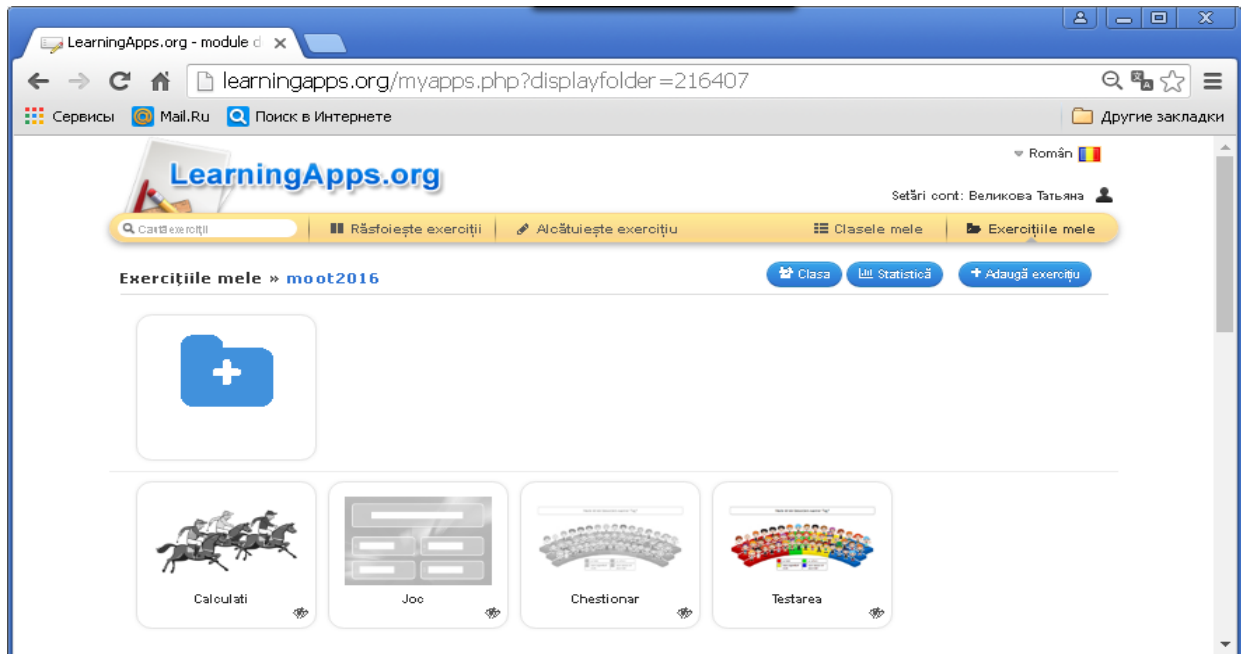 LearningApps.org - module d
learningapps.org/myapps.php?displayfolder=216407
Сервисы Mail.Ru Поиск в Интернете Другие закладки
Român
LearningApps.org
Setări cont: Великова Татьяна
Caută exerciții Răsfoiește exerciții Alcătuiește exercițiu Clasele mele Exercițiile mele
Exercițiile mele » moot2016 Clasa Statistică + Adaugă exercițiu
Calculati Joc Chestionar Testarea